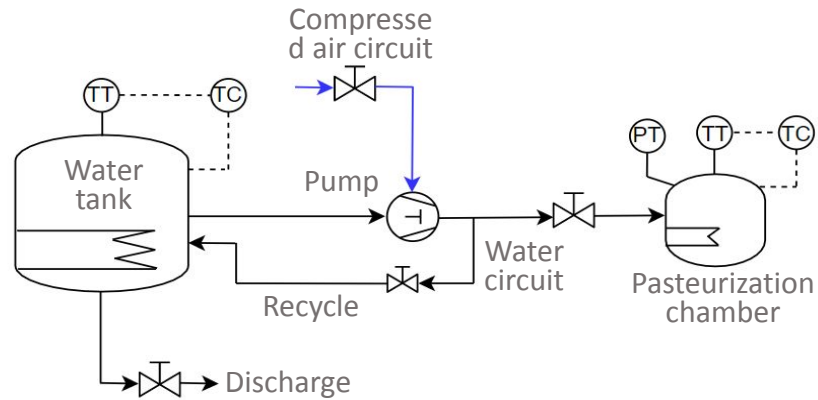 Compresse
d air circuit
TT
TC
Water
tank
Pump
PT
TT
TC
Water
circuit
Recycle
Pasteurization
chamber
Discharge